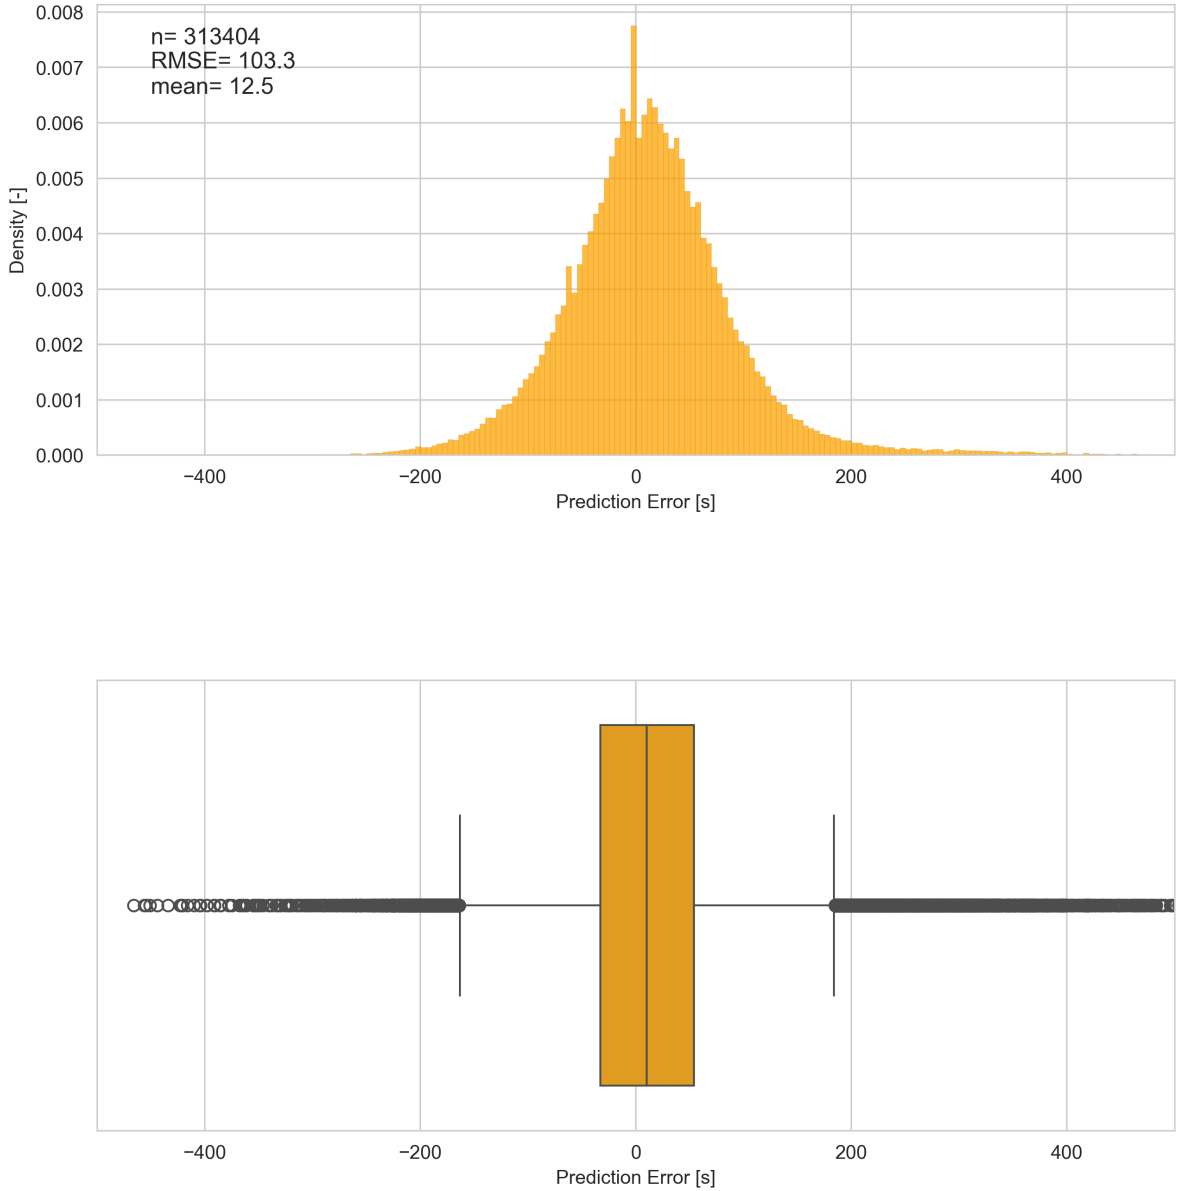 n= 313404
RMSE= 103.3
mean= 12.5
0.008
0.007
0.006
0.005
0.004
0.003
0.002
0.001
0.000
Density [-]
−400 −200 0 200 400
Prediction Error [s]
−400 −200 0 200 400
Prediction Error [s]